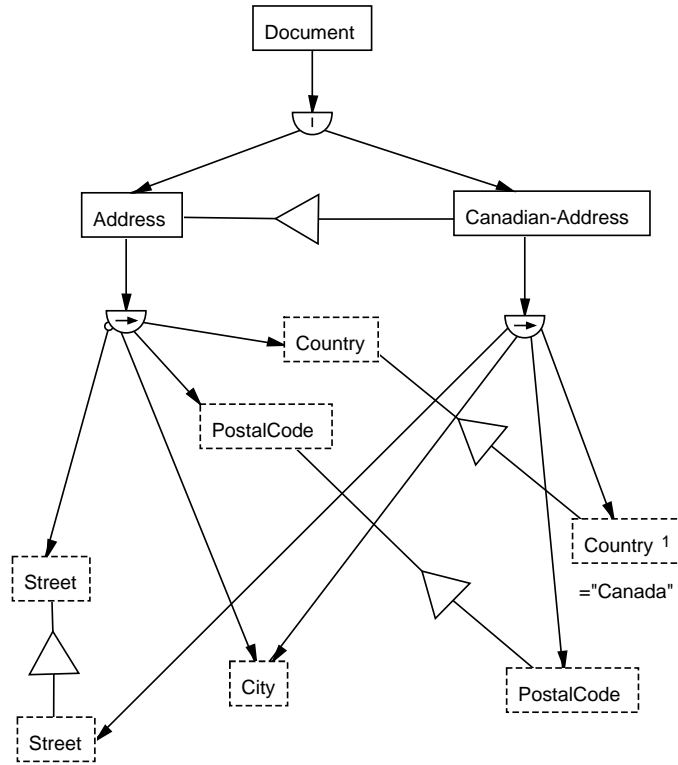 Document
Address
Canadian-Address
Country
PostalCode
Country 1
="Canada"
Street
City
PostalCode
Street